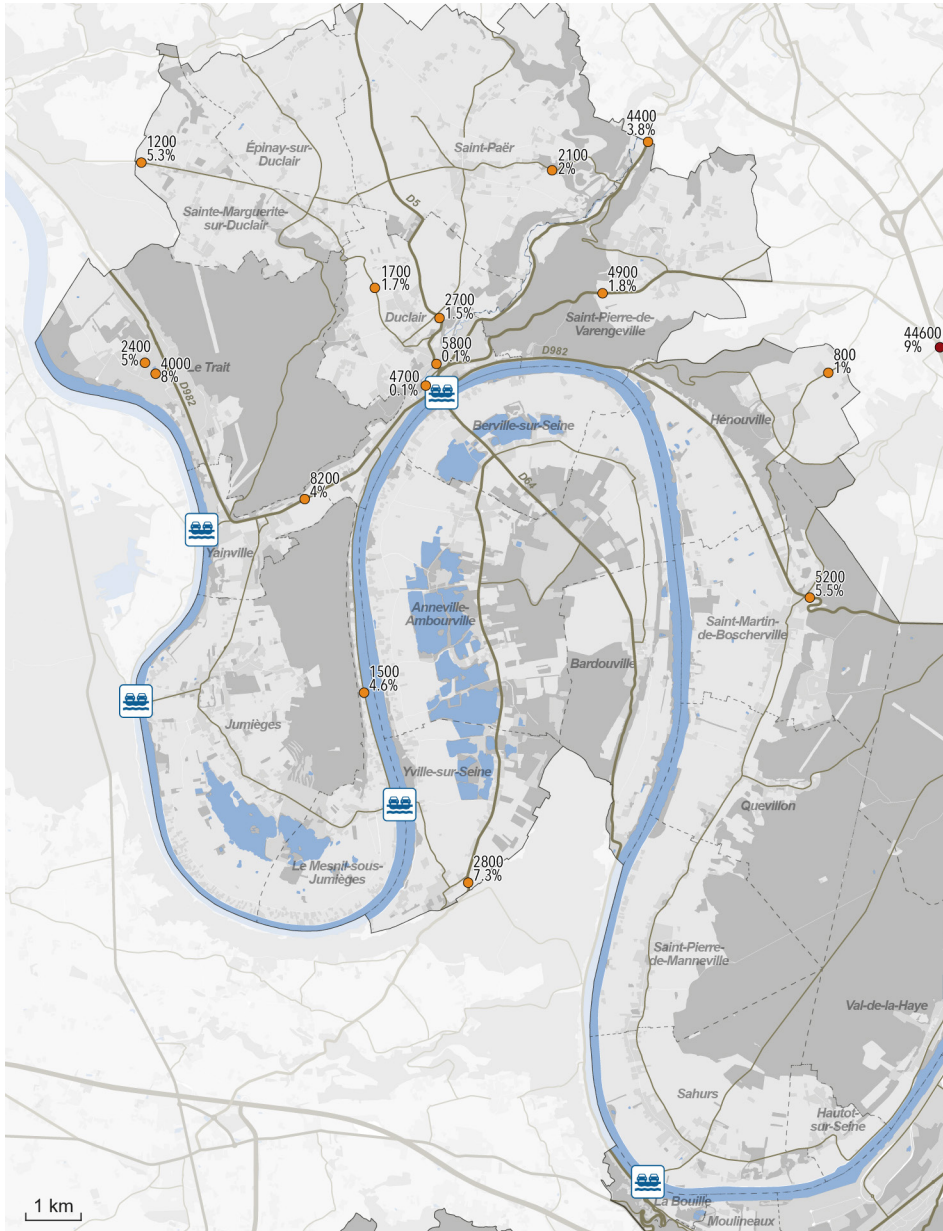 4400
3.8%
1200
5.3%
Épinay-sur-
Duclair
Saint-Paër
2100
2%
D5
Sainte-Marguerite-
sur-Duclair
1700
1.7%
4900
1.8%
2700
1.5%
Duclair
Saint-Pierre-de-
Varengeville
44600
9%
2400
5%
4000
8%
Le Trait
5800
0.1%
D982
800
1%
4700
0.1%
D982
Hénouville
Berville-sur-Seine
8200
4%
D64
Yainville
5200
5.5%
Anneville-
Ambourville
Saint-Martin-
de-Boscherville
1500
4.6%
Bardouville
Jumièges
Yville-sur-Seine
Quevillon
Le Mesnil-sous-
Jumièges
2800
7.3%
Saint-Pierre-
de-Manneville
Val-de-la-Haye
Sahurs
Hautot-
sur-Seine
La Bouille
Moulineaux
1 km